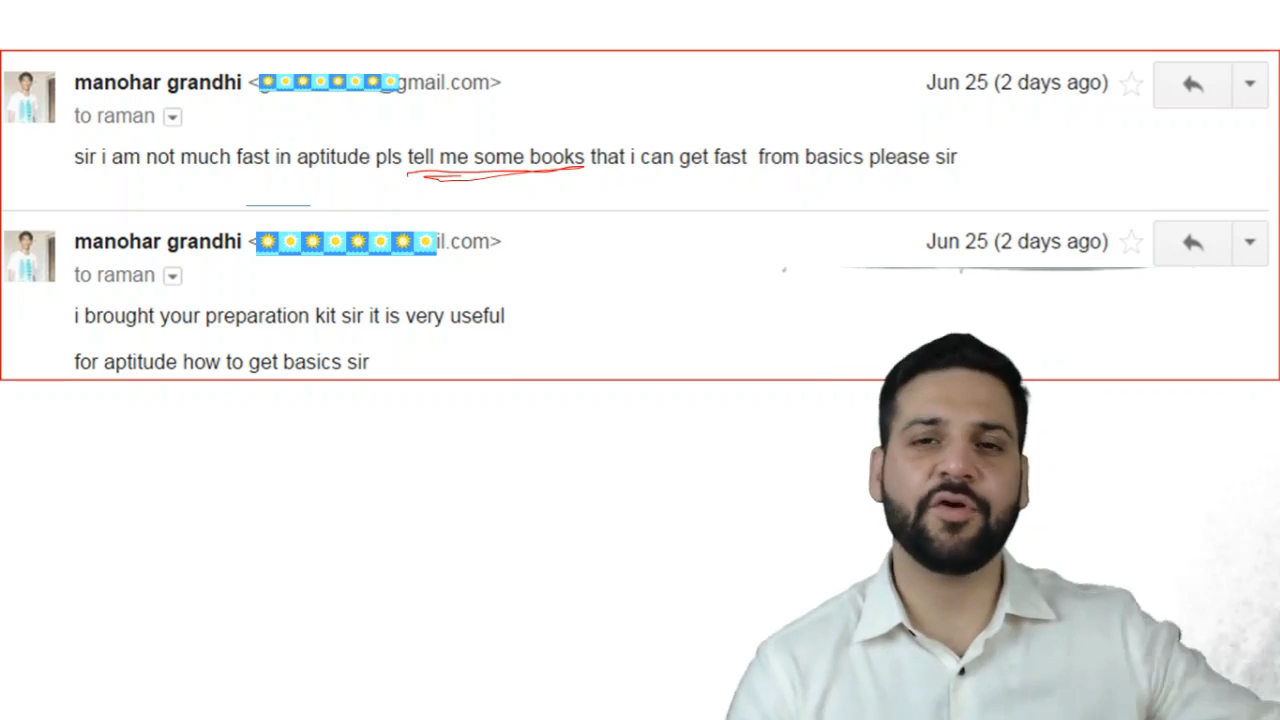 manohar grandhi < gmail.com> Jun 25 (2 days ago)
to raman
sir i am not much fast in aptitude pls tell me some books that i can get fast from basics please sir
manohar grandhi < il.com> Jun 25 (2 days ago)
to raman
i brought your preparation kit sir it is very useful
for aptitude how to get basics sir